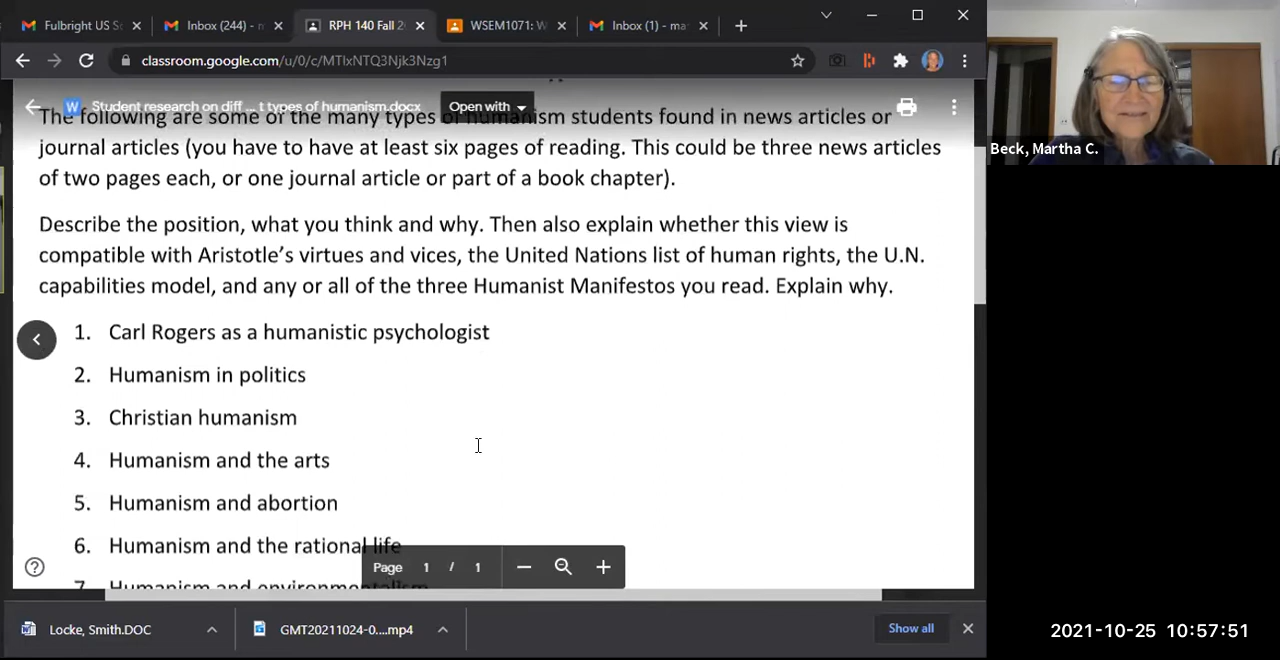 Fulbright US S
Inbox (244) - n
RPH 140 Fall 2
WSEM1071: W
Inbox (1) - ma
classroom.google.com/u/0/c/MTIxNTQ3Njk3Nzg1
Student research on diff ... t types of humanism.docx
Open with
The following are some of the many types of humanism students found in news articles or
journal articles (you have to have at least six pages of reading. This could be three news articles
of two pages each, or one journal article or part of a book chapter).
Describe the position, what you think and why. Then also explain whether this view is
compatible with Aristotle’s virtues and vices, the United Nations list of human rights, the U.N.
capabilities model, and any or all of the three Humanist Manifestos you read. Explain why.
1. Carl Rogers as a humanistic psychologist
2. Humanism in politics
3. Christian humanism
4. Humanism and the arts
5. Humanism and abortion
6. Humanism and the rational life
7. Humanism and environmentalism
Page 1 / 1
Locke, Smith.DOC
GMT20211024-0....mp4
Show all
Beck, Martha C.
2021-10-25 10:57:51